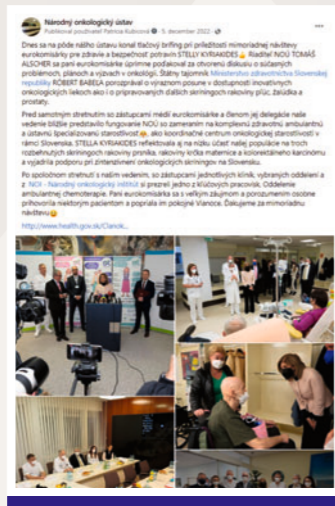 Národný onkologický ústav
Publikoval používateľ Patrícia Kubicová · 5. december 2022 ·
Dnes sa na pôde nášho ústavu konal tlačový brífing pri príležitosti mimoriadnej návštevy
eurokomisárky pre zdravie a bezpečnosť potravín STELLY KYRIAKIDES👍 Riaditeľ NOÚ TOMÁŠ
ALSCHER sa pani eurokomisárke úprimne poďakoval za otvorenú diskusiu o súčasných
problémoch, plánoch a výzvach v onkológii. Štátny tajomník Ministerstvo zdravotníctva Slovenskej
republiky RÓBERT BABEĽA porozprával o výraznom posune v dostupnosti inovatívnych
onkologických liekoch ako i o pripravovaných ďalších skríningoch rakoviny pľúc, žalúdka a
prostaty.
Pred samotným stretnutím so zástupcami médií eurokomisárke a členom jej delegácie naše
vedenie bližšie predstavilo fungovanie NOÚ so zameraním na komplexnú zdravotnú ambulantnú
a ústavnú špecializovanú starostlivosť, ako koordinačné centrum onkologickej starostlivosti v
rámci Slovenska. STELLA KYRIAKIDES reflektovala aj na nízku účasť našej populácie na troch
rozbehnutých skríningoch rakoviny prsníka, rakoviny krčka maternice a kolorektálneho karcinómu
a vyjadrila podporu pri zintenzívnení onkologických skríningov na Slovensku.
Po spoločnom stretnutí s naším vedením, so zástupcami jednotlivých kliník, vybraných oddelení a
z NOI - Národný onkologický inštitút si prezreli jedno z kľúčových pracovísk, Oddelenie
ambulantnej chemoterapie. Pani eurokomisárka sa s veľkým záujmom a porozumením osobne
prihovorila niektorým pacientom a popriala im pokojné Vianoce. Ďakujeme za mimoriadnu
návštevu😃
http://www.health.gov.sk/Clanok...